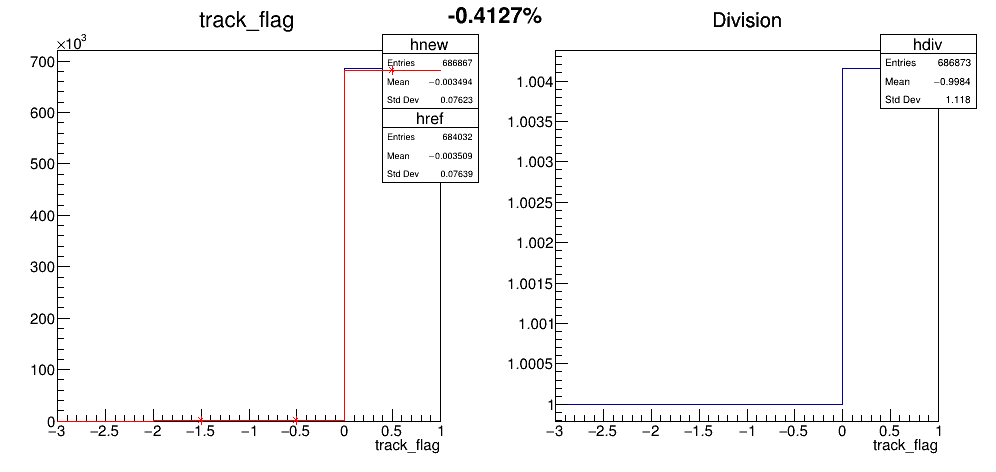 track_flag
-0.4127%
Division
×10³
hnew
Entries 686867
Mean −0.003494
Std Dev 0.07623
href
Entries 684032
Mean −0.003509
Std Dev 0.07639
700
600
500
400
300
200
100
0
−3 −2.5 −2 −1.5 −1 −0.5 0 0.5 1
track_flag
hdiv
Entries 686873
Mean −0.9984
Std Dev 1.118
1.004
1.0035
1.003
1.0025
1.002
1.0015
1.001
1.0005
1
−3 −2.5 −2 −1.5 −1 −0.5 0 0.5 1
track_flag